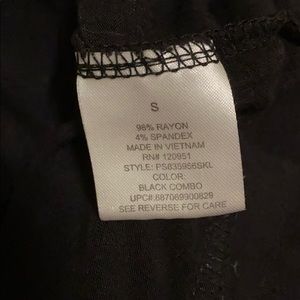 S
96% RAYON
4% SPANDEX
MADE IN VIETNAM
RN# 120951
STYLE: PS835956SKL
COLOR:
BLACK COMBO
UPC#:887069900829
SEE REVERSE FOR CARE